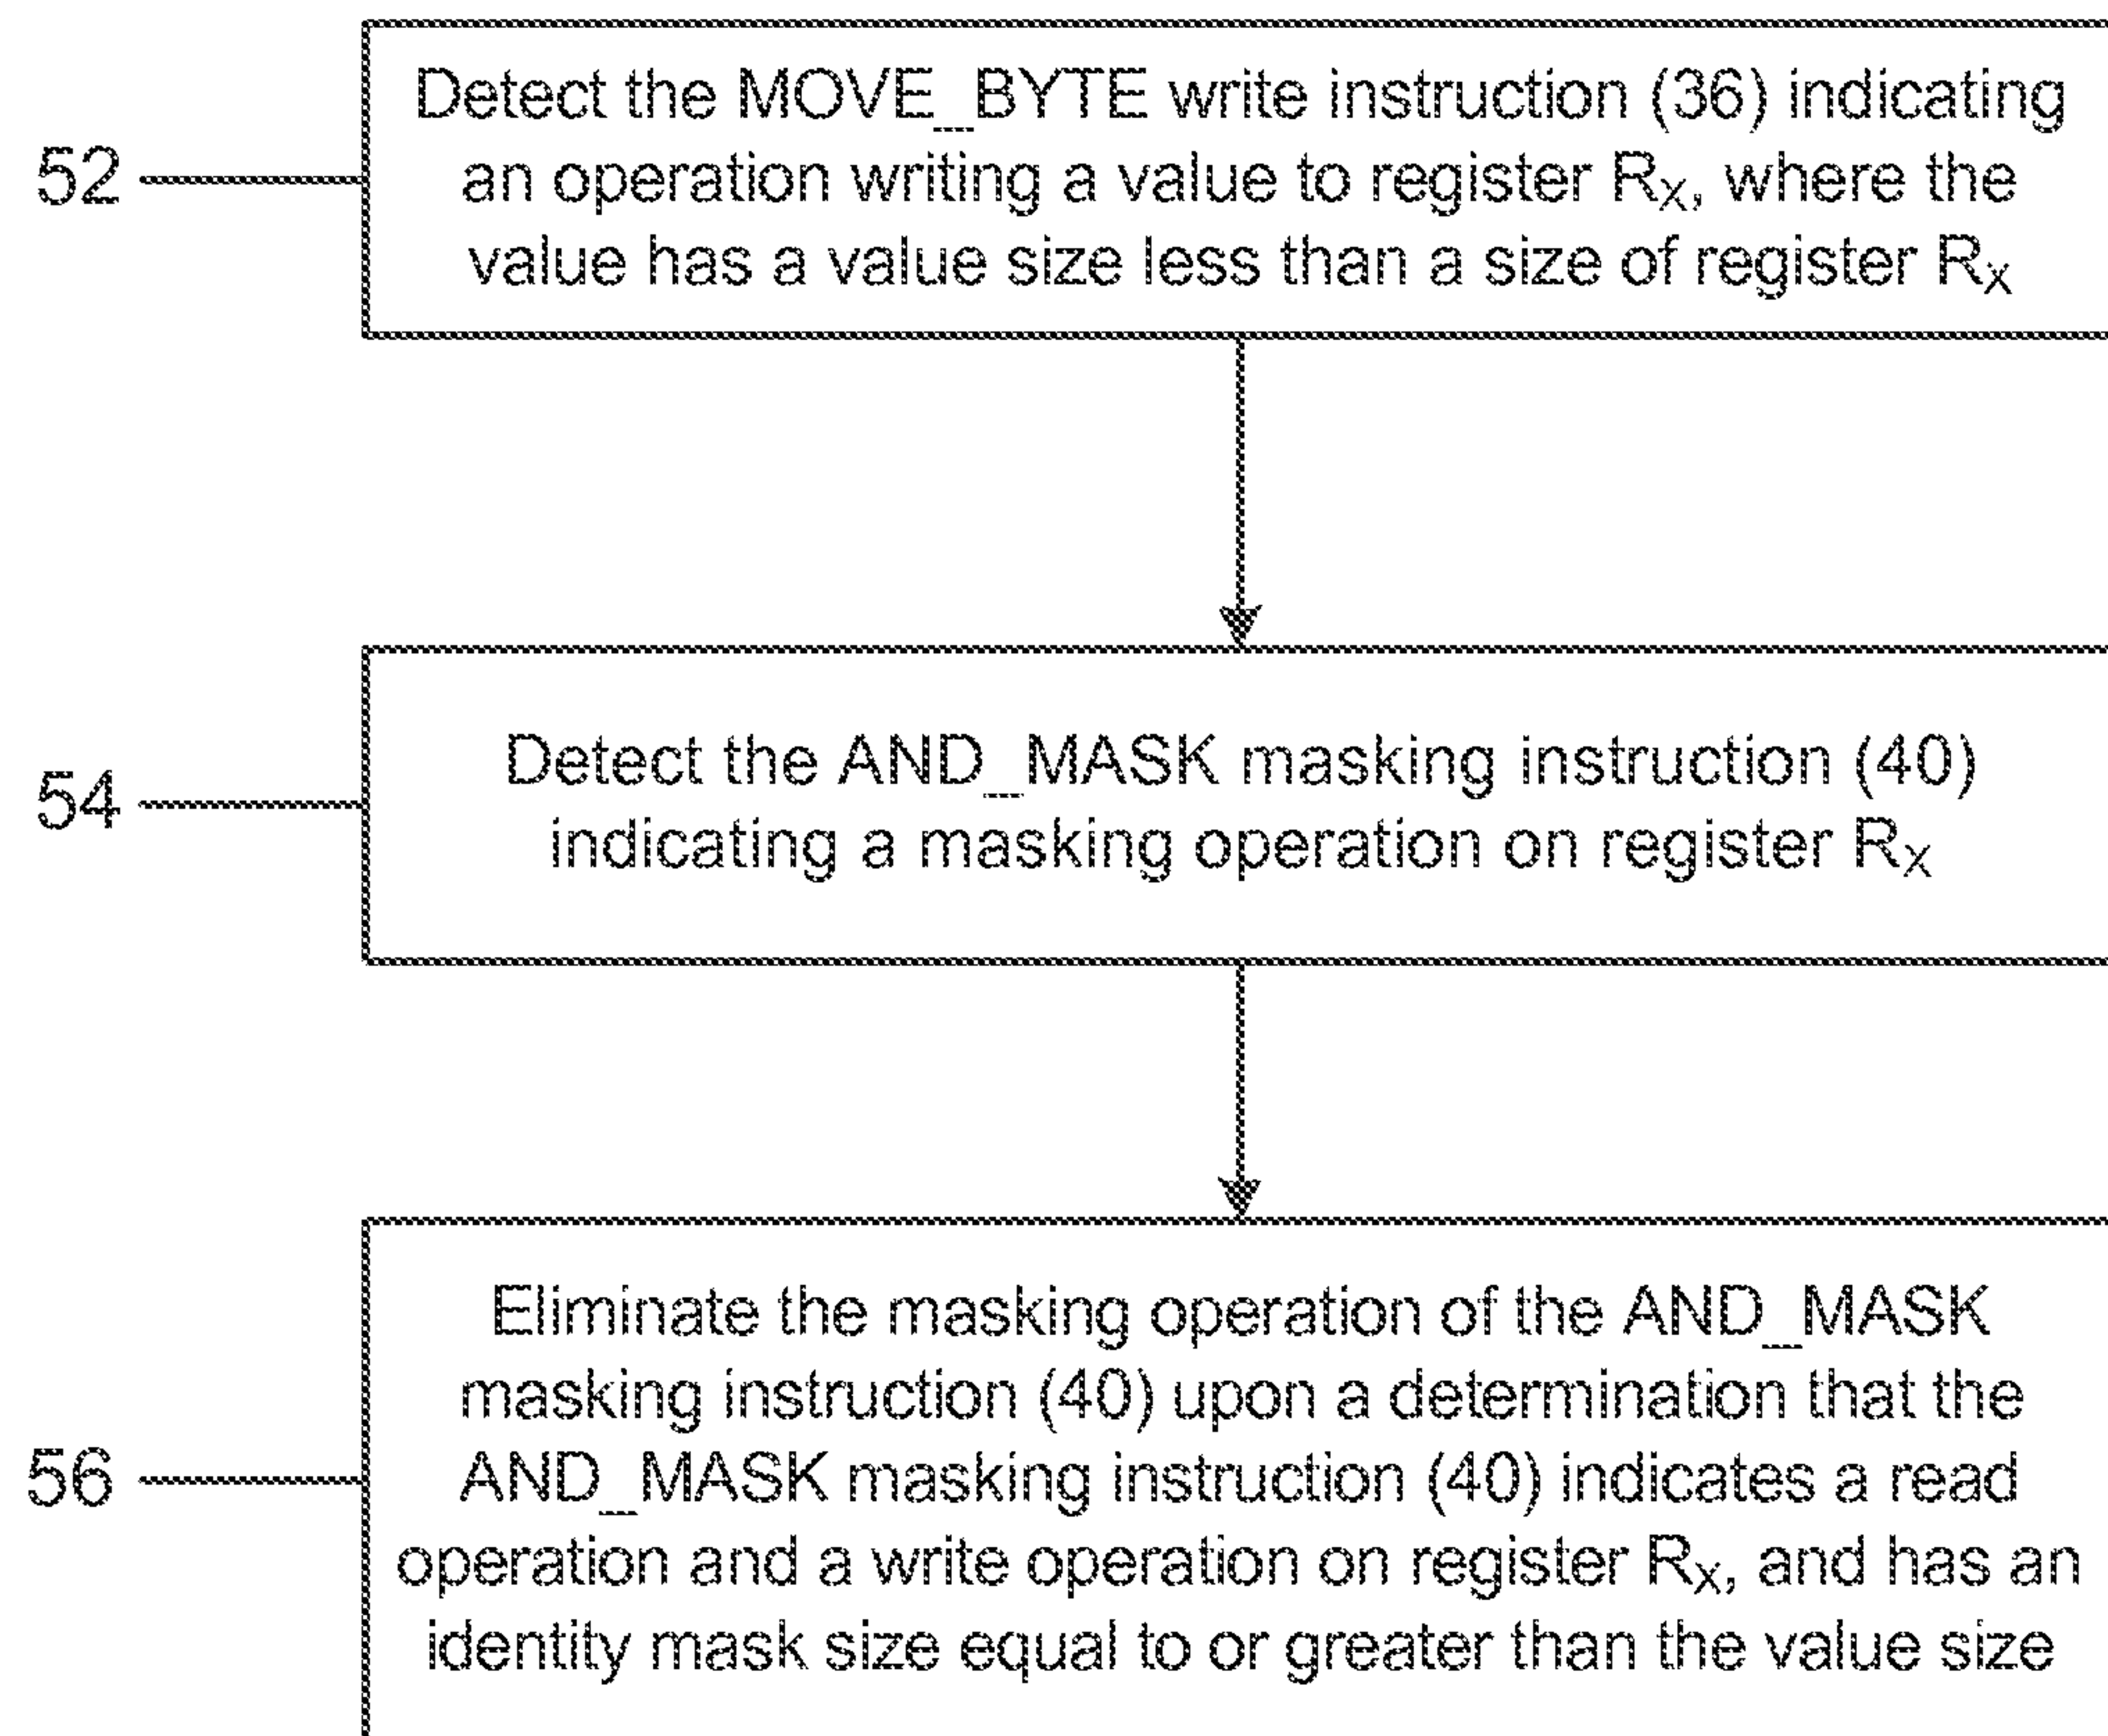 Detect the MOVE_BYTE write instruction (36) indicating
52
an operation writing a value to register RX, where the
value has a value size less than a size of register RX
Detect the AND_MASK masking instruction (40)
54
indicating a masking operation on register RX
Eliminate the masking operation of the AND_MASK
masking instruction (40) upon a determination that the
56
AND_MASK masking instruction (40) indicates a read
operation and a write operation on register RX, and has an
identity mask size equal to or greater than the value size